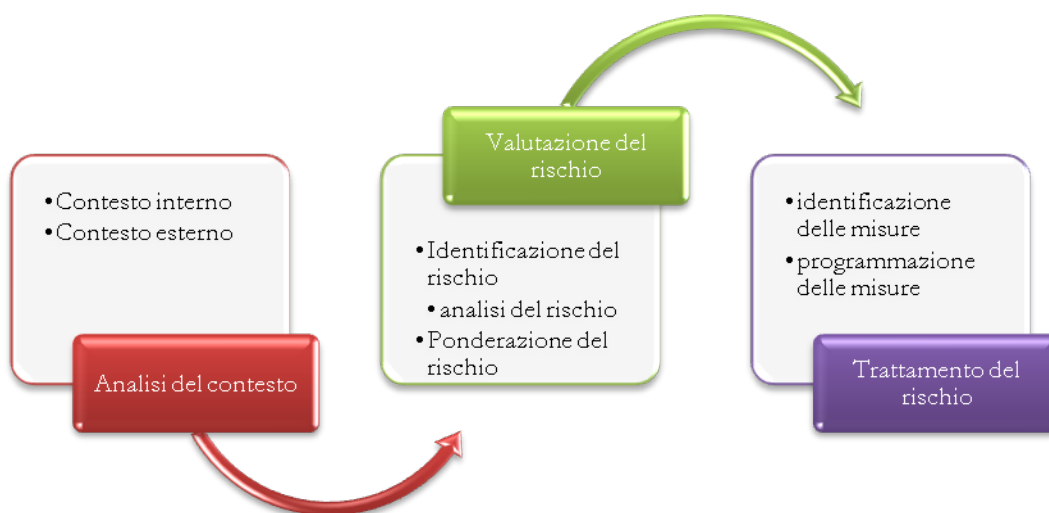 • Contesto interno
• Contesto esterno
Analisi del contesto
Valutazione del
rischio
• Identificazione del
rischio
• analisi del rischio
• Ponderazione del
rischio
• identificazione
delle misure
• programmazione
delle misure
Trattamento del
rischio